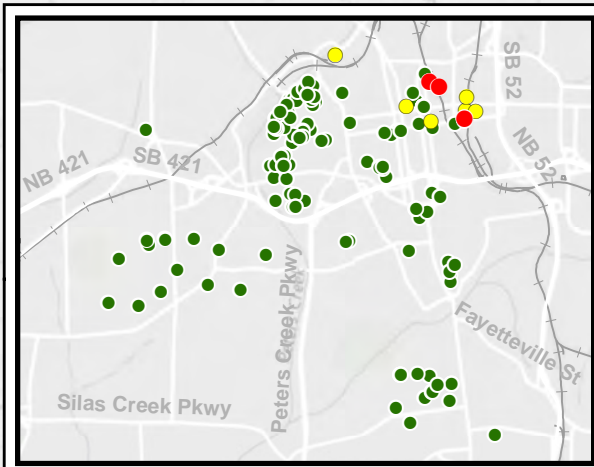 SB 52
NB 421
SB 421
NB 52
Peters Creek Pkwy
Fayetteville St
Silas Creek Pkwy